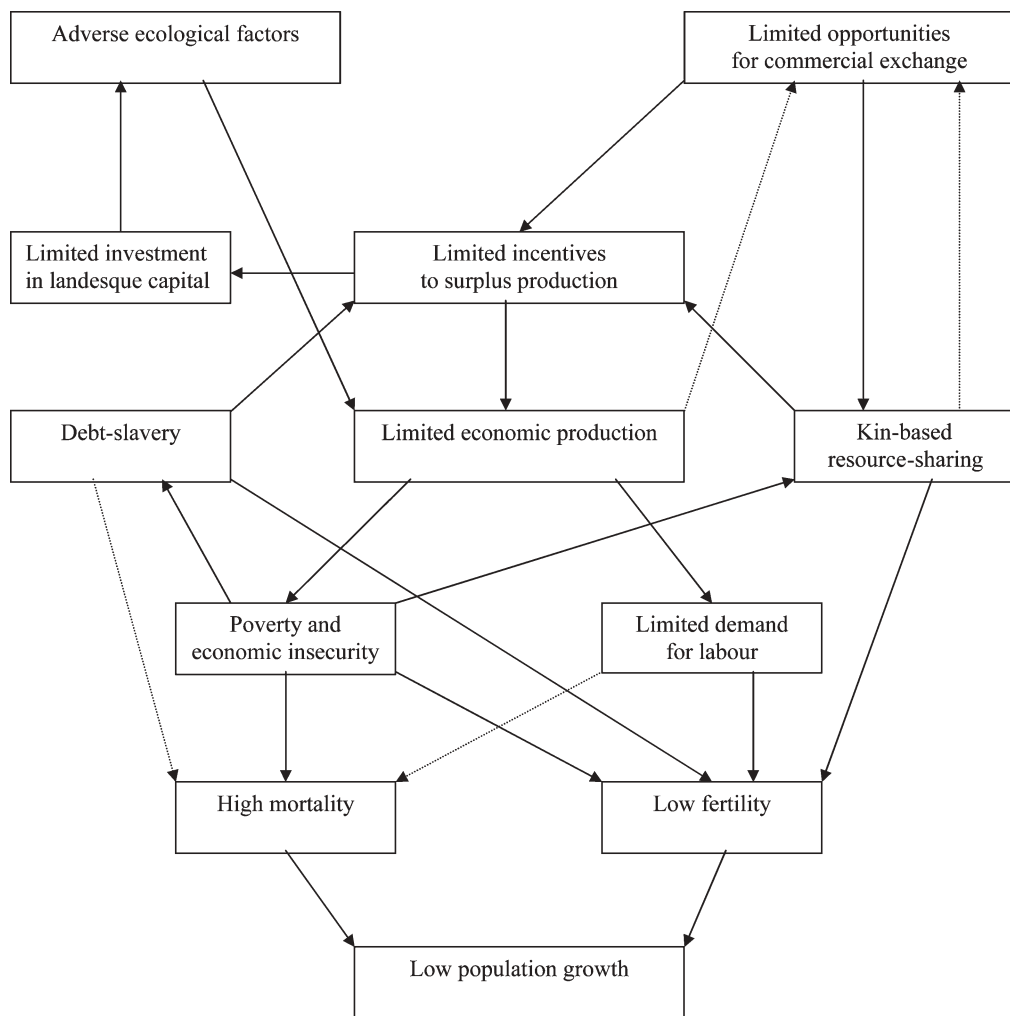 Adverse ecological factors
Limited opportunities
for commercial exchange
Limited investment
in landesque capital
Limited incentives
to surplus production
Debt-slavery
Limited economic production
Kin-based
resource-sharing
Poverty and
economic insecurity
Limited demand
for labour
High mortality
Low fertility
Low population growth